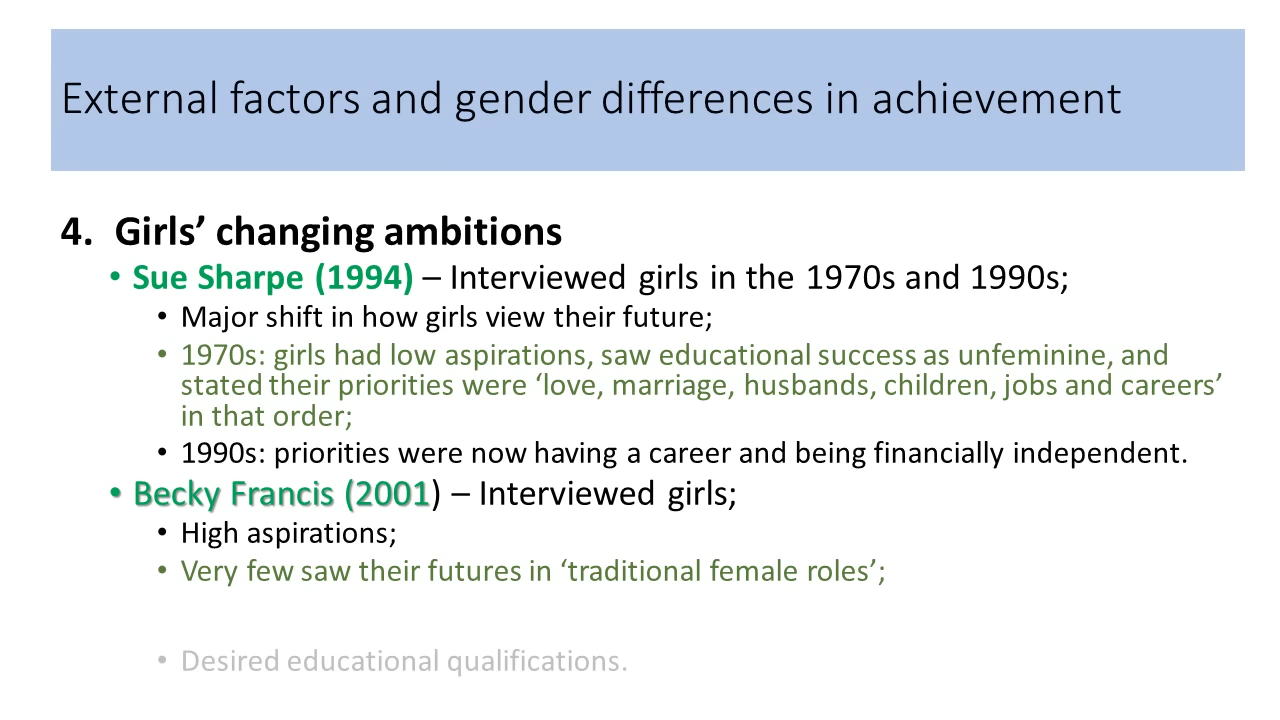 External factors and gender differences in achievement
4. Girls’ changing ambitions
• Sue Sharpe (1994) – Interviewed girls in the 1970s and 1990s;
• Major shift in how girls view their future;
• 1970s: girls had low aspirations, saw educational success as unfeminine, and
stated their priorities were ‘love, marriage, husbands, children, jobs and careers’
in that order;
• 1990s: priorities were now having a career and being financially independent.
• Becky Francis (2001) – Interviewed girls;
• High aspirations;
• Very few saw their futures in ‘traditional female roles’;
• Desired educational qualifications.